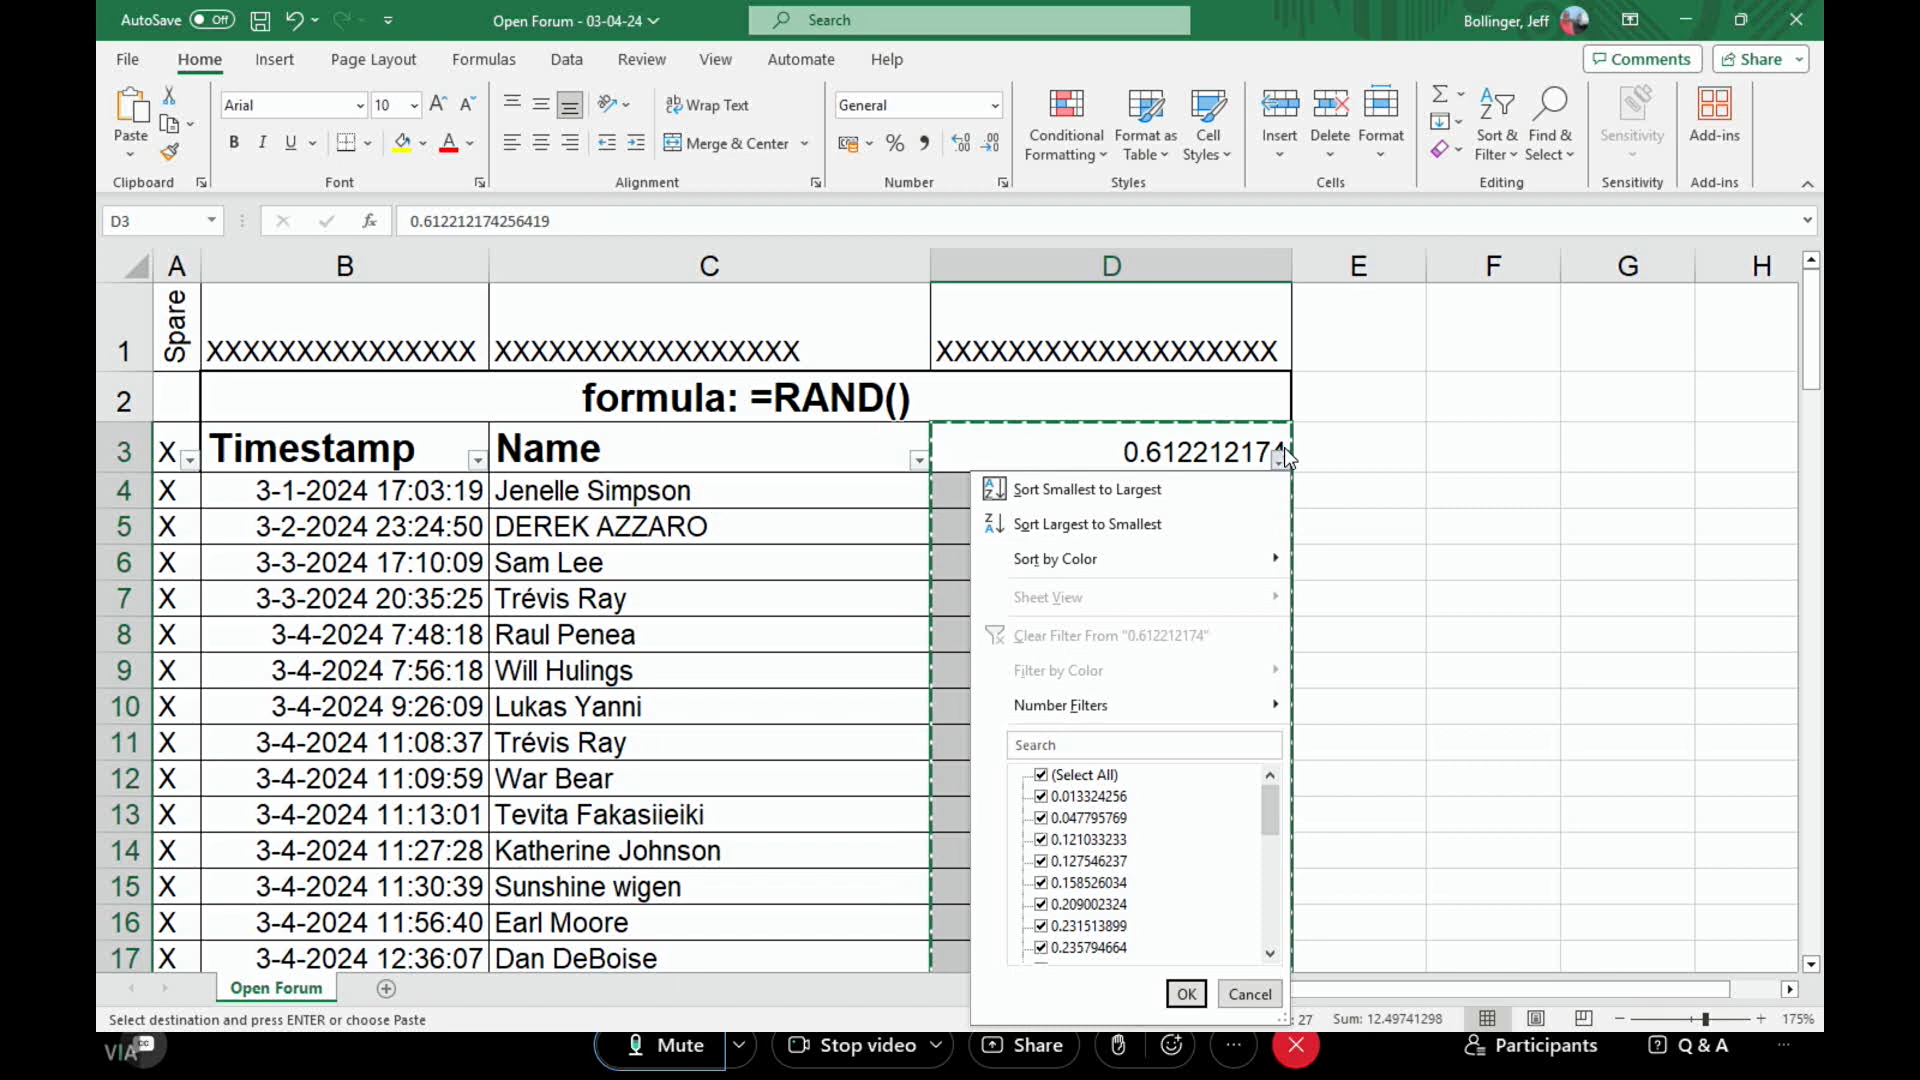 AutoSave Off Open Forum - 03-04-24 Search Bollinger, Jeff
File Home Insert Page Layout Formulas Data Review View Automate Help Comments Share
Arial 10 Wrap Text General
Paste B I U Merge & Center % Conditional Formatting Format as Table Cell Styles Insert Delete Format Sort & Filter Find & Select Sensitivity Add-ins
Clipboard Font Alignment Number Styles Cells Editing Sensitivity Add-ins
D3 fx 0.612212174256419
A B C D E F G H
1 Spare XXXXXXXXXXXXXXX XXXXXXXXXXXXXXXXX XXXXXXXXXXXXXXXXXXX
2 formula: =RAND()
3 X Timestamp Name 0.612212174
4 X 3-1-2024 17:03:19 Jenelle Simpson
5 X 3-2-2024 23:24:50 DEREK AZZARO
6 X 3-3-2024 17:10:09 Sam Lee
7 X 3-3-2024 20:35:25 Trévis Ray
8 X 3-4-2024 7:48:18 Raul Penea
9 X 3-4-2024 7:56:18 Will Hulings
10 X 3-4-2024 9:26:09 Lukas Yanni
11 X 3-4-2024 11:08:37 Trévis Ray
12 X 3-4-2024 11:09:59 War Bear
13 X 3-4-2024 11:13:01 Tevita Fakasiieiki
14 X 3-4-2024 11:27:28 Katherine Johnson
15 X 3-4-2024 11:30:39 Sunshine wigen
16 X 3-4-2024 11:56:40 Earl Moore
17 X 3-4-2024 12:36:07 Dan DeBoise
Sort Smallest to Largest
Sort Largest to Smallest
Sort by Color
Sheet View
Clear Filter From "0.612212174"
Filter by Color
Number Filters
Search
(Select All)
0.013324256
0.047795769
0.121033233
0.127546237
0.158526034
0.209002324
0.231513899
0.235794664
OK Cancel
Open Forum
Select destination and press ENTER or choose Paste : 27 Sum: 12.49741298 175%
VIA CC Mute Stop video Share Participants Q & A